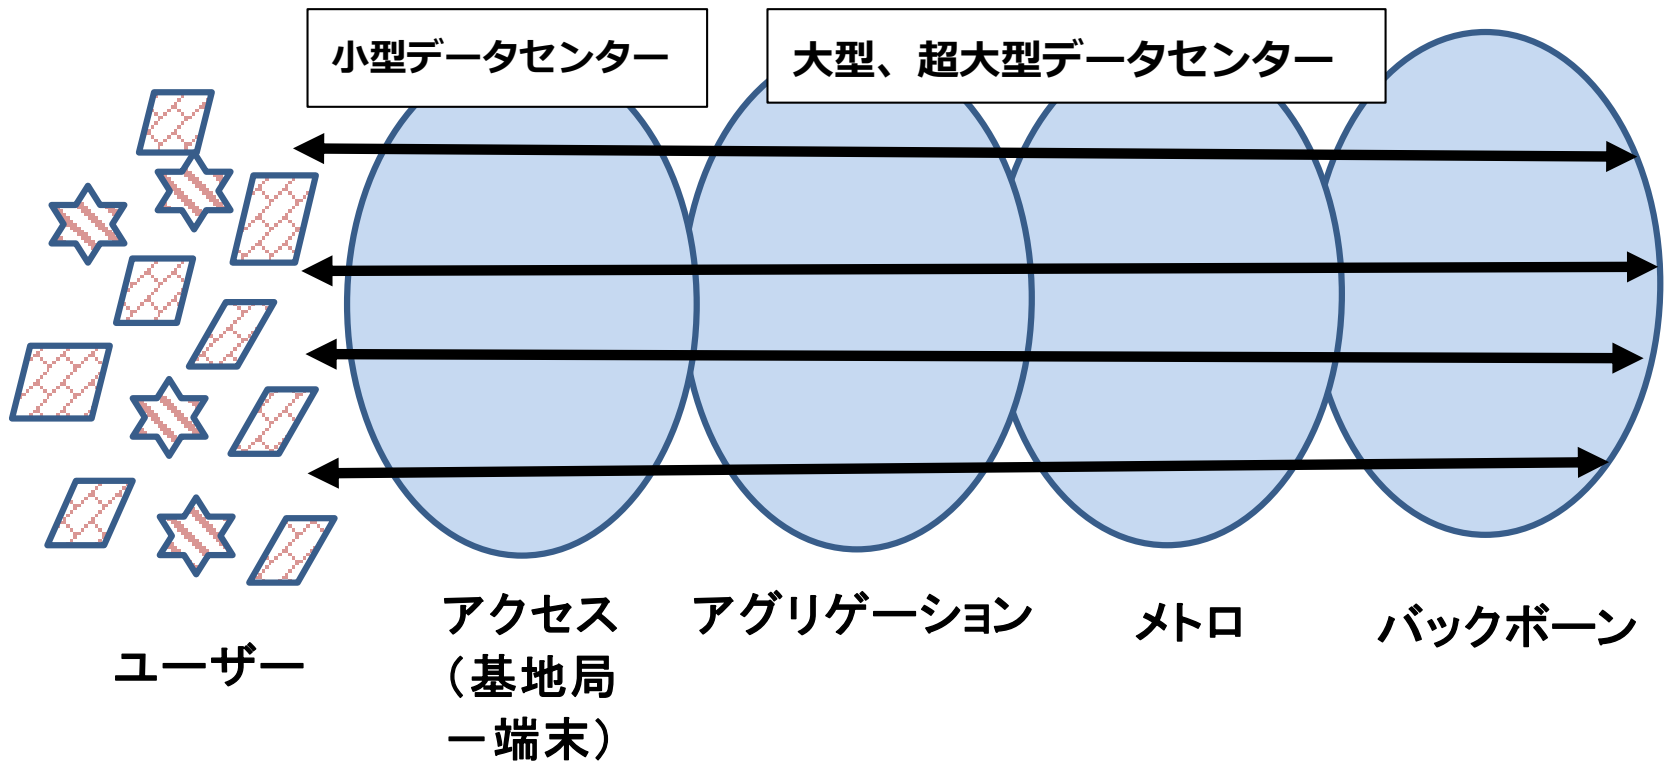 小型データセンター
大型、超大型データセンター
ユーザー
アクセス
（基地局
－端末）
アグリゲーション
メトロ
バックボーン